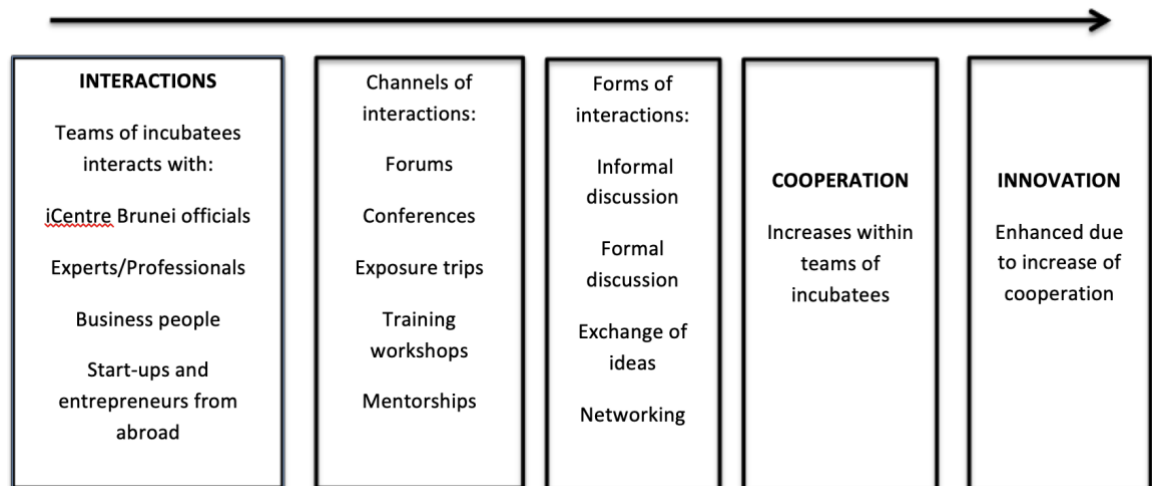 INTERACTIONS
Teams of incubatees
interacts with:
iCentre Brunei officials
Experts/Professionals
Business people
Start-ups and
entrepreneurs from
abroad
Channels of
interactions:
Forums
Conferences
Exposure trips
Training
workshops
Mentorships
Forms of
interactions:
Informal
discussion
Formal
discussion
Exchange of
ideas
Networking
COOPERATION
Increases within
teams of
incubatees
INNOVATION
Enhanced due
to increase of
cooperation